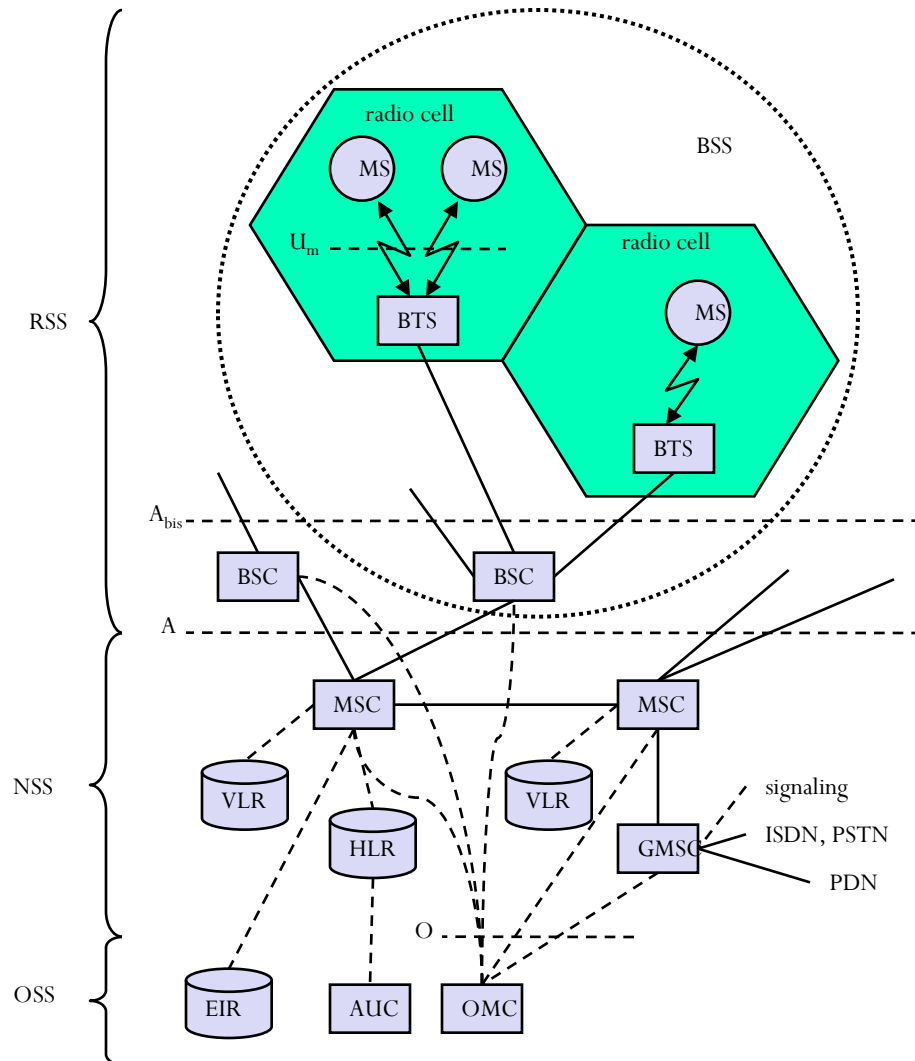 radio cell
BSS
MS
MS
radio cell
Um
MS
RSS
BTS
BTS
Abis
BSC
BSC
A
MSC
MSC
VLR
VLR
signaling
NSS
ISDN, PSTN
HLR
GMSC
PDN
O
OSS
EIR
AUC
OMC